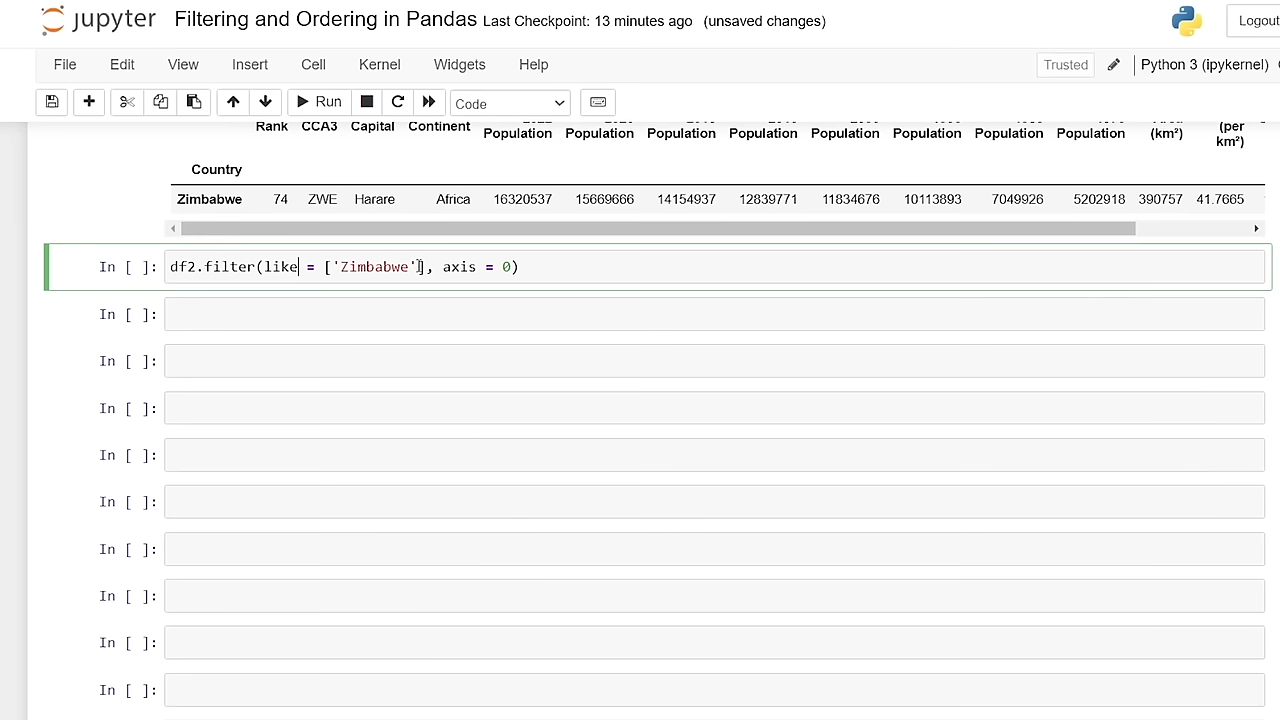 jupyter Filtering and Ordering in Pandas Last Checkpoint: 13 minutes ago (unsaved changes) Logout
File Edit View Insert Cell Kernel Widgets Help Trusted Python 3 (ipykernel)
Run Code
Rank CCA3 Capital Continent Population Population Population Population Population Population Population Population (km²) (per km²)
Country
Zimbabwe 74 ZWE Harare Africa 16320537 15669666 14154937 12839771 11834676 10113893 7049926 5202918 390757 41.7665
In [ ]: df2.filter(like = ['Zimbabwe'], axis = 0)
In [ ]:
In [ ]:
In [ ]:
In [ ]:
In [ ]:
In [ ]:
In [ ]:
In [ ]:
In [ ]: